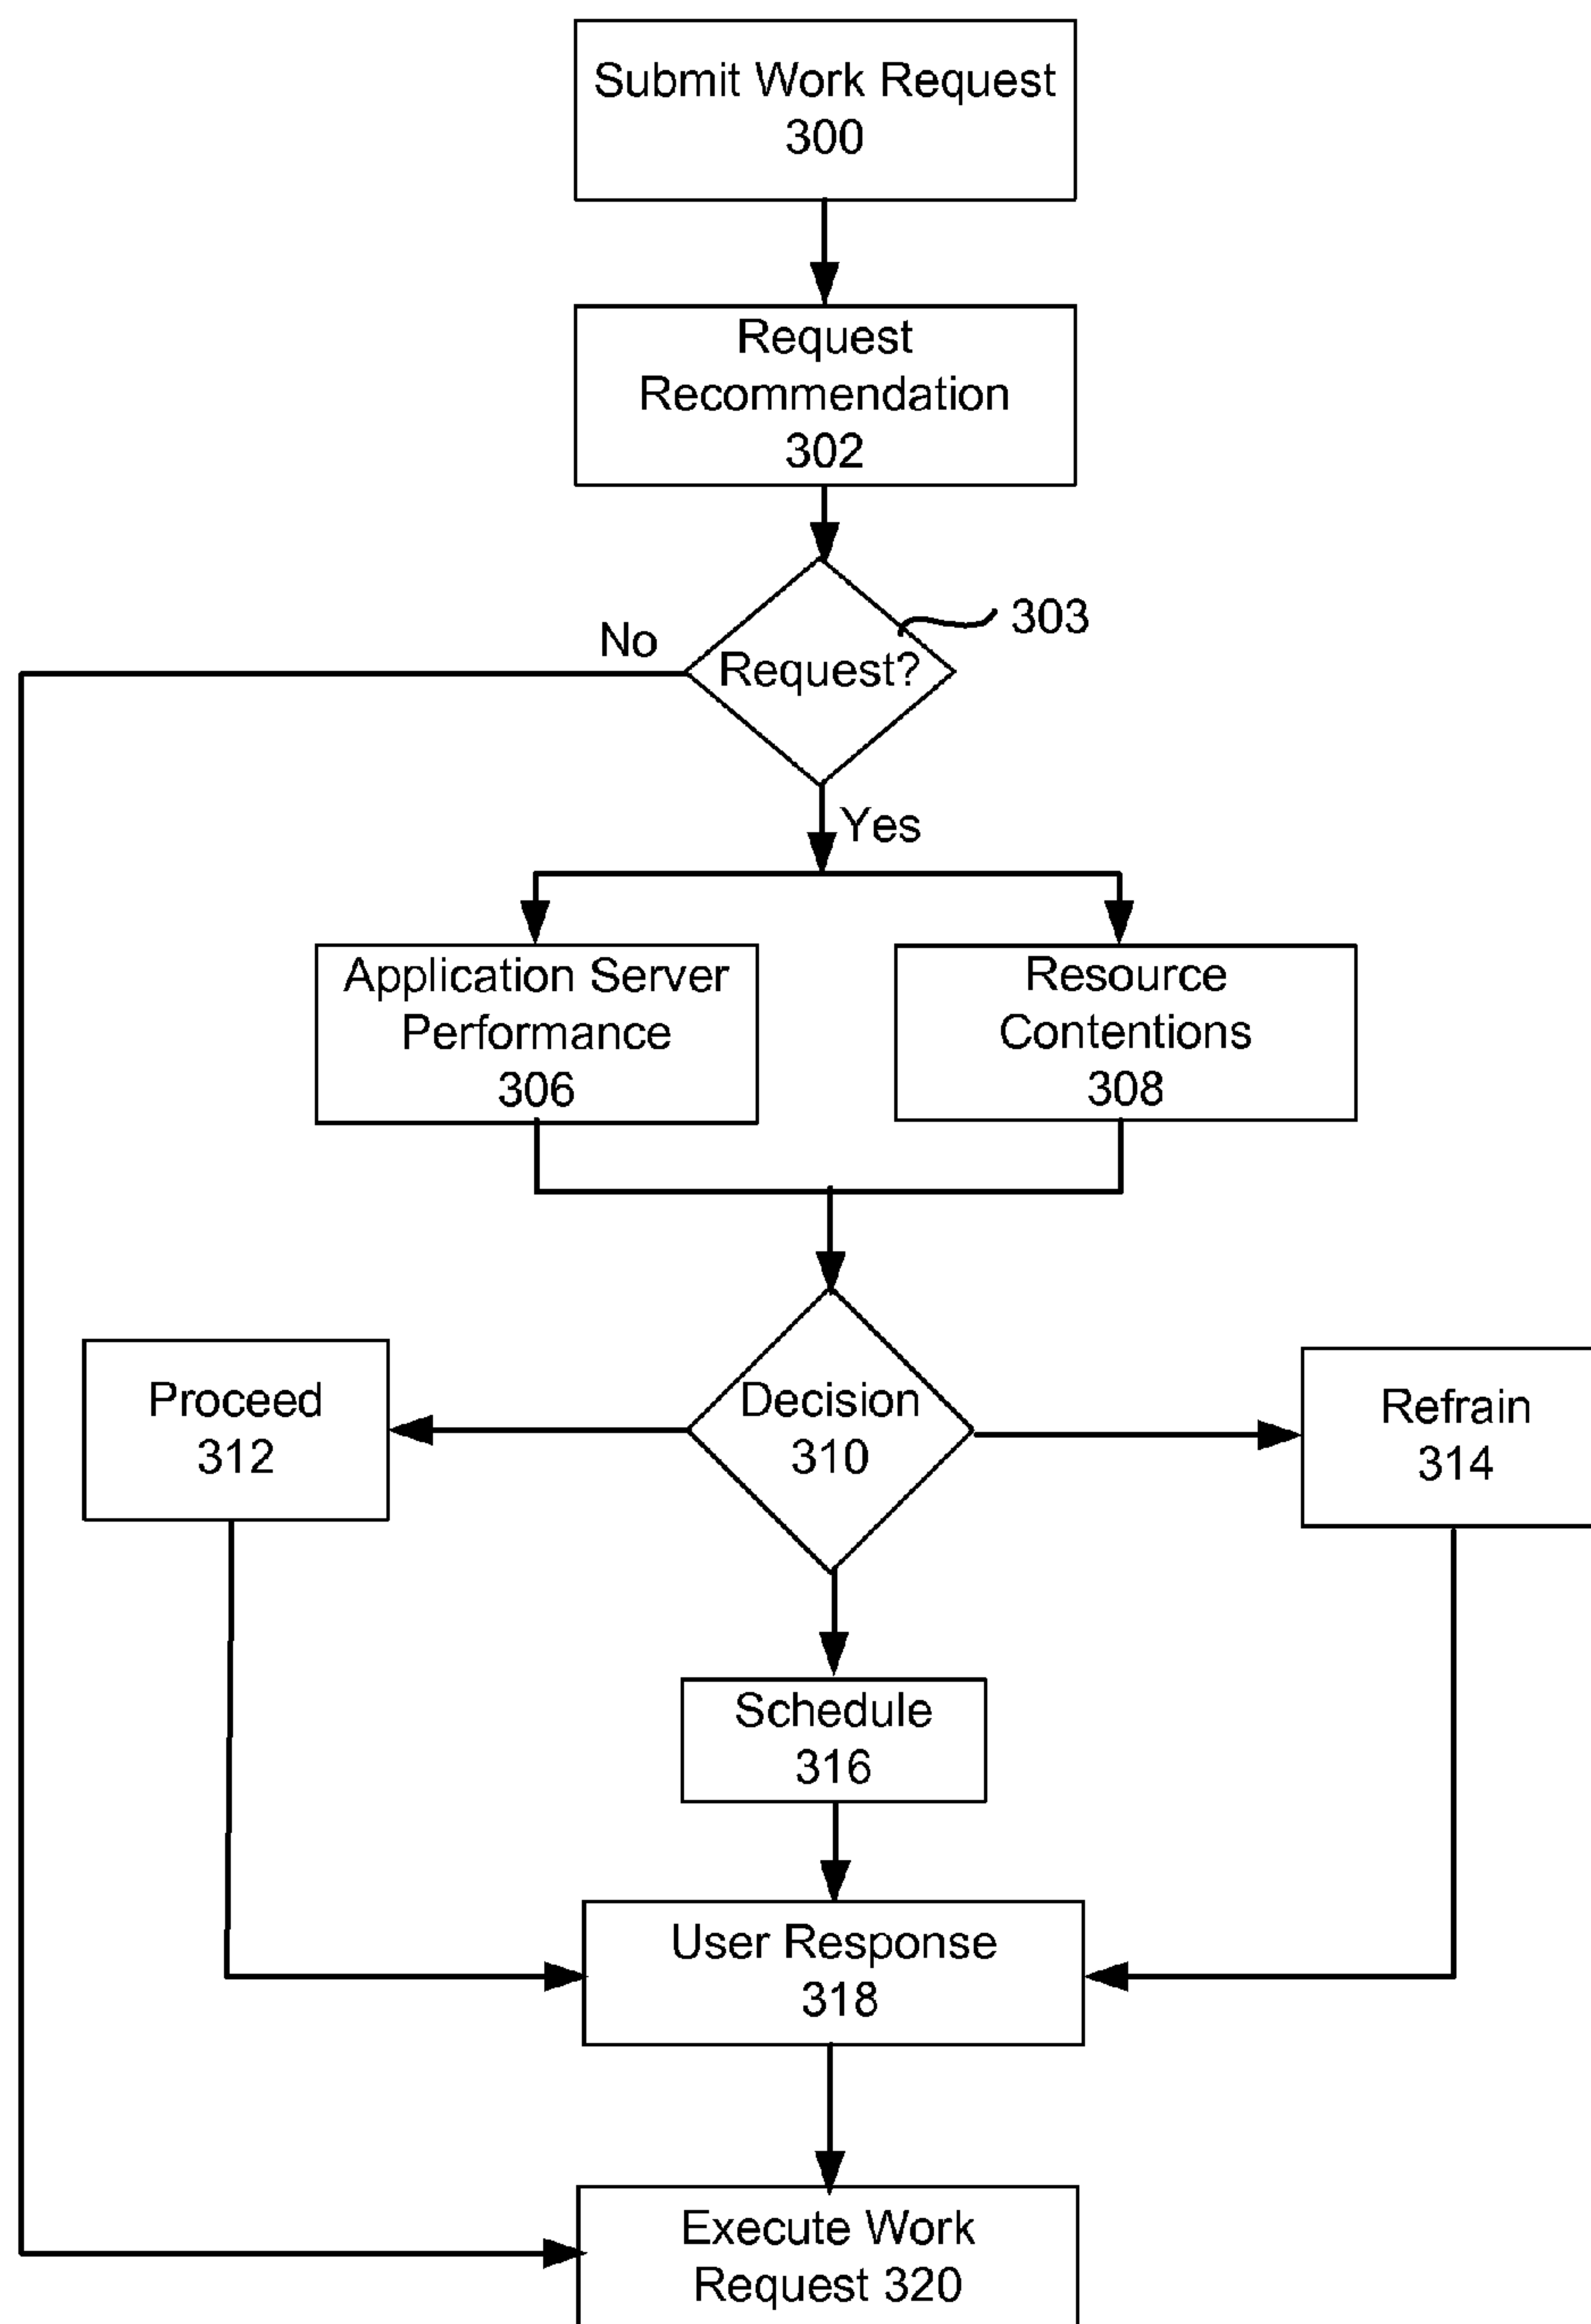 Submit Work Request
300
Request
Recommendation
302
303
No
Request?
Yes
Application Server
Performance
306
Resource
Contentions
308
Proceed
312
Decision
310
Refrain
314
Schedule
316
User Response
318
Execute Work
Request 320